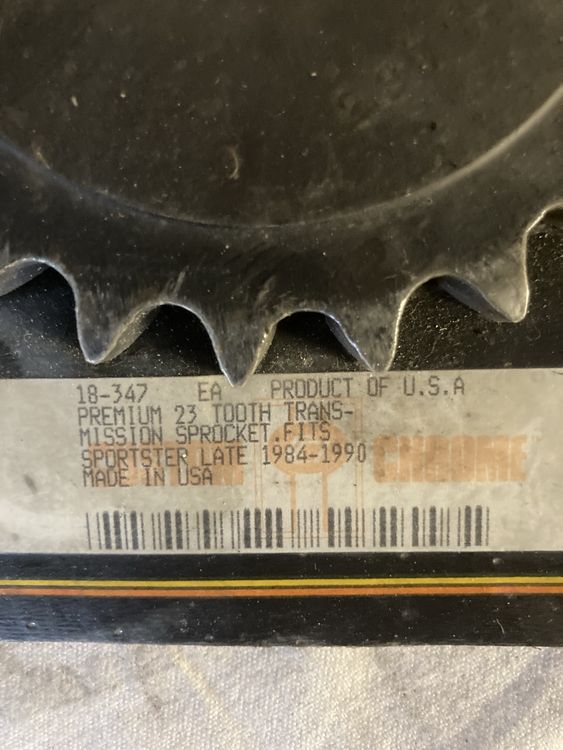 18-347 EA PRODUCT OF U.S.A
PREMIUM 23 TOOTH TRANS-
MISSION SPROCKET.FITS
SPORTSTER LATE 1984-1990
MADE IN USA
CHROME